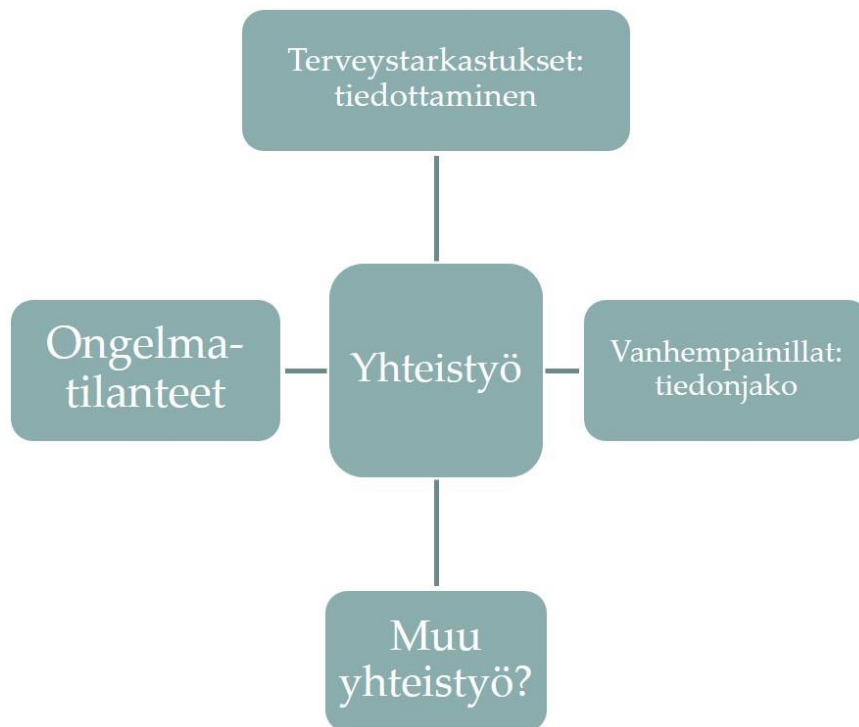 Terveystarkastukset:
tiedottaminen
Ongelma-
tilanteet
Yhteistyö
Vanhempainillat:
tiedonjako
Muu
yhteistyö?